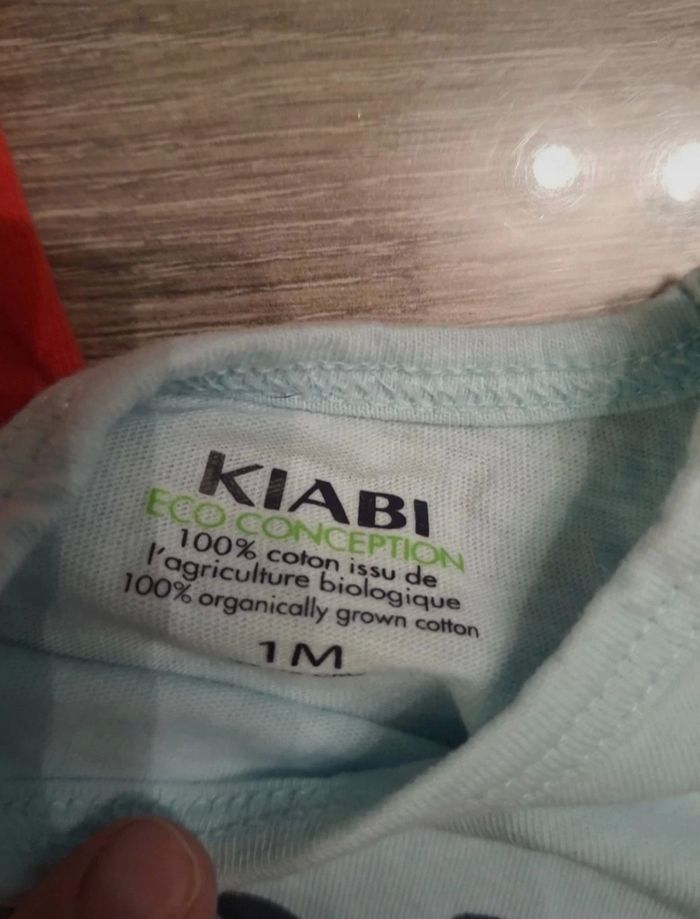 KIABI
ECO CONCEPTION
100% coton issu de
l'agriculture biologique
100% organically grown cotton
1M